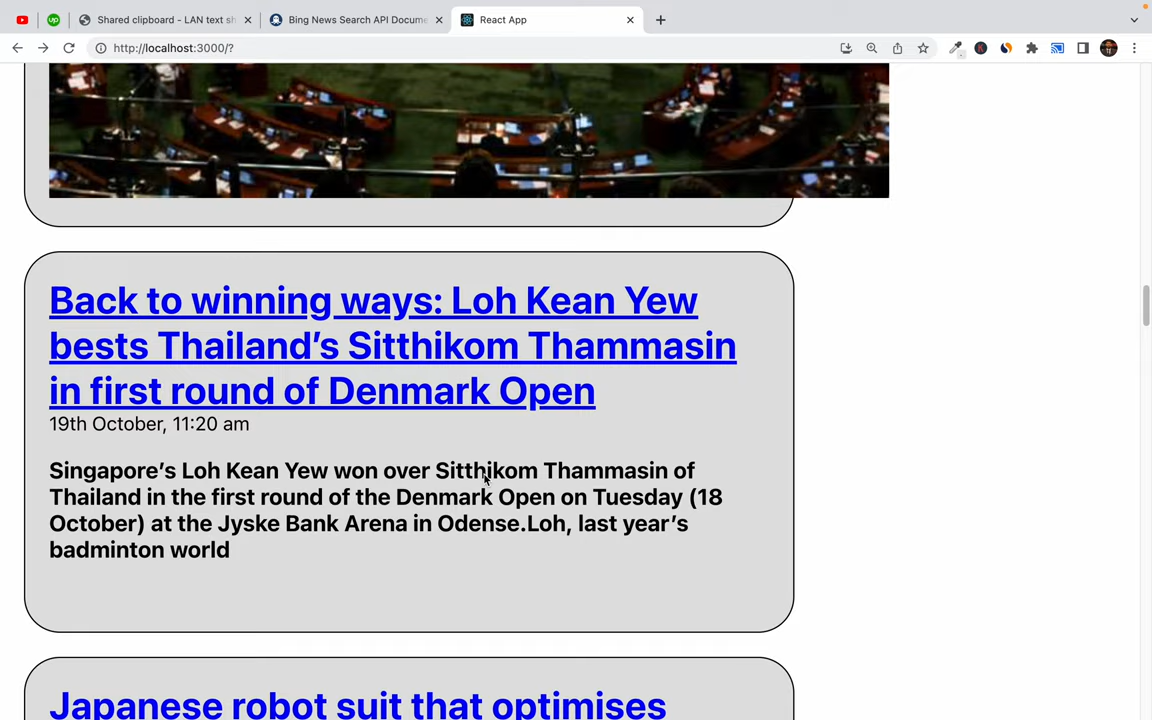 Shared clipboard - LAN text sh
Bing News Search API Docume
React App
http://localhost:3000/?
Back to winning ways: Loh Kean Yew
bests Thailand’s Sitthikom Thammasin
in first round of Denmark Open
19th October, 11:20 am
Singapore’s Loh Kean Yew won over Sitthikom Thammasin of
Thailand in the first round of the Denmark Open on Tuesday (18
October) at the Jyske Bank Arena in Odense.Loh, last year’s
badminton world
Japanese robot suit that optimises